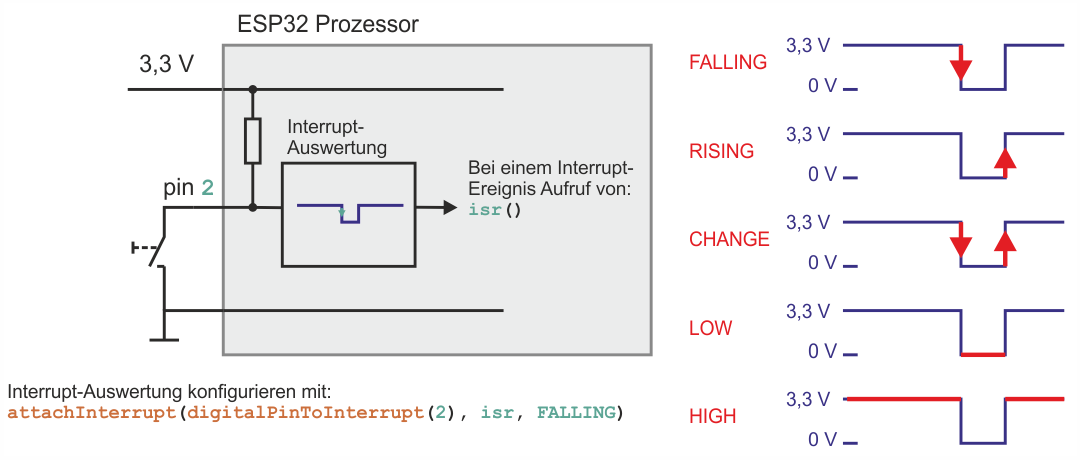 ESP32 Prozessor
3,3 V
Interrupt-
Auswertung
pin 2
Bei einem Interrupt-
Ereignis Aufruf von:
isr()
Interrupt-Auswertung konfigurieren mit:
attachInterrupt(digitalPinToInterrupt(2), isr, FALLING)
FALLING
3,3 V
0 V
RISING
3,3 V
0 V
CHANGE
3,3 V
0 V
LOW
3,3 V
0 V
HIGH
3,3 V
0 V